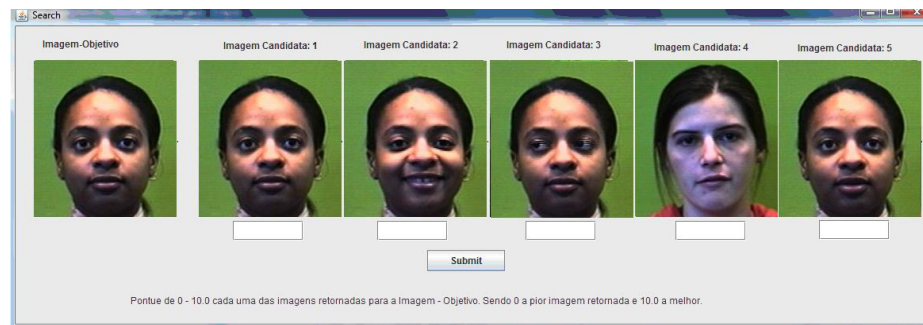 Search
Imagem-Objetivo
Imagem Candidata: 1
Imagem Candidata: 2
Imagem Candidata: 3
Imagem Candidata: 4
Imagem Candidata: 5
Submit
Pontue de 0 - 10.0 cada uma das imagens retornadas para a Imagem - Objetivo. Sendo 0 a pior imagem retornada e 10.0 a melhor.